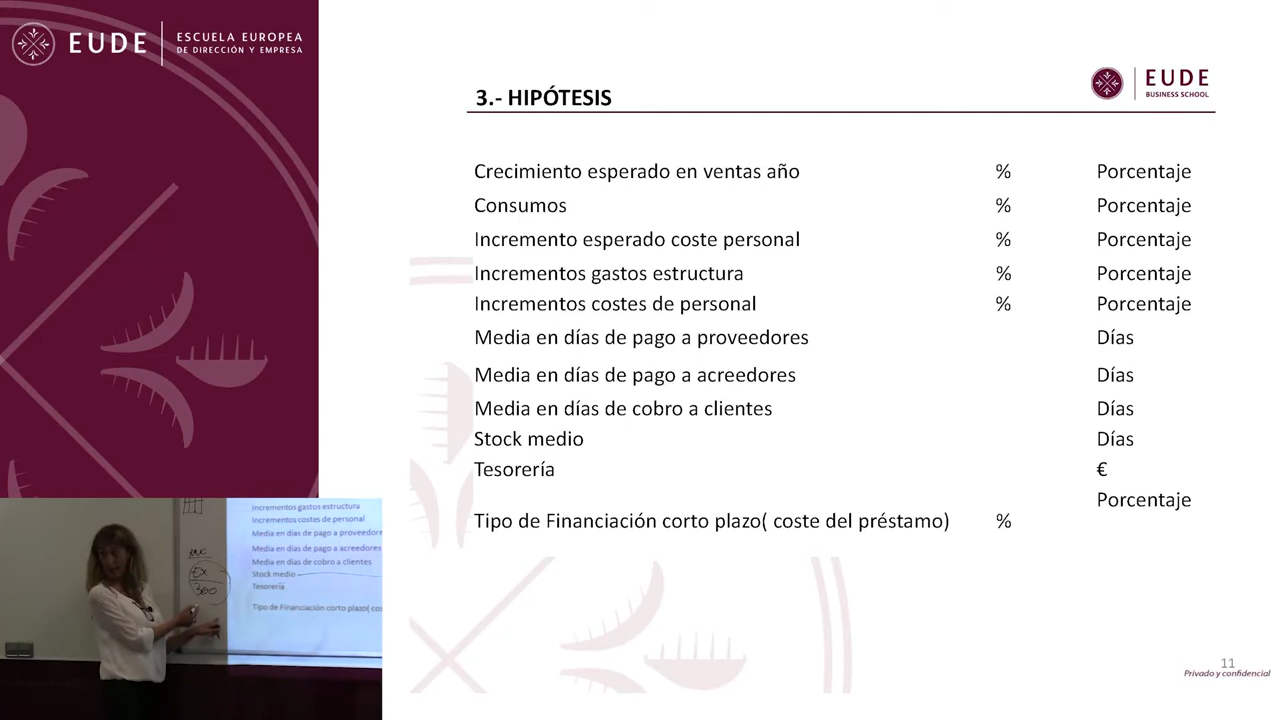 EUDE
ESCUELA EUROPEA
DE DIRECCIÓN Y EMPRESA
EUDE
BUSINESS SCHOOL
3.- HIPÓTESIS
Crecimiento esperado en ventas año % Porcentaje
Consumos % Porcentaje
Incremento esperado coste personal % Porcentaje
Incrementos gastos estructura % Porcentaje
Incrementos costes de personal % Porcentaje
Media en días de pago a proveedores Días
Media en días de pago a acreedores Días
Media en días de cobro a clientes Días
Stock medio Días
Tesorería €
Porcentaje
Tipo de Financiación corto plazo( coste del préstamo) %
11
Privado y confidencial
Incrementos gastos estructura
Incrementos costes de personal
Media en días de pago a proveedore
Media en días de pago a acreedores
Media en días de cobro a clientes
Stock medio
Tesorería
Tipo de Financiación corto plazo( cos
360